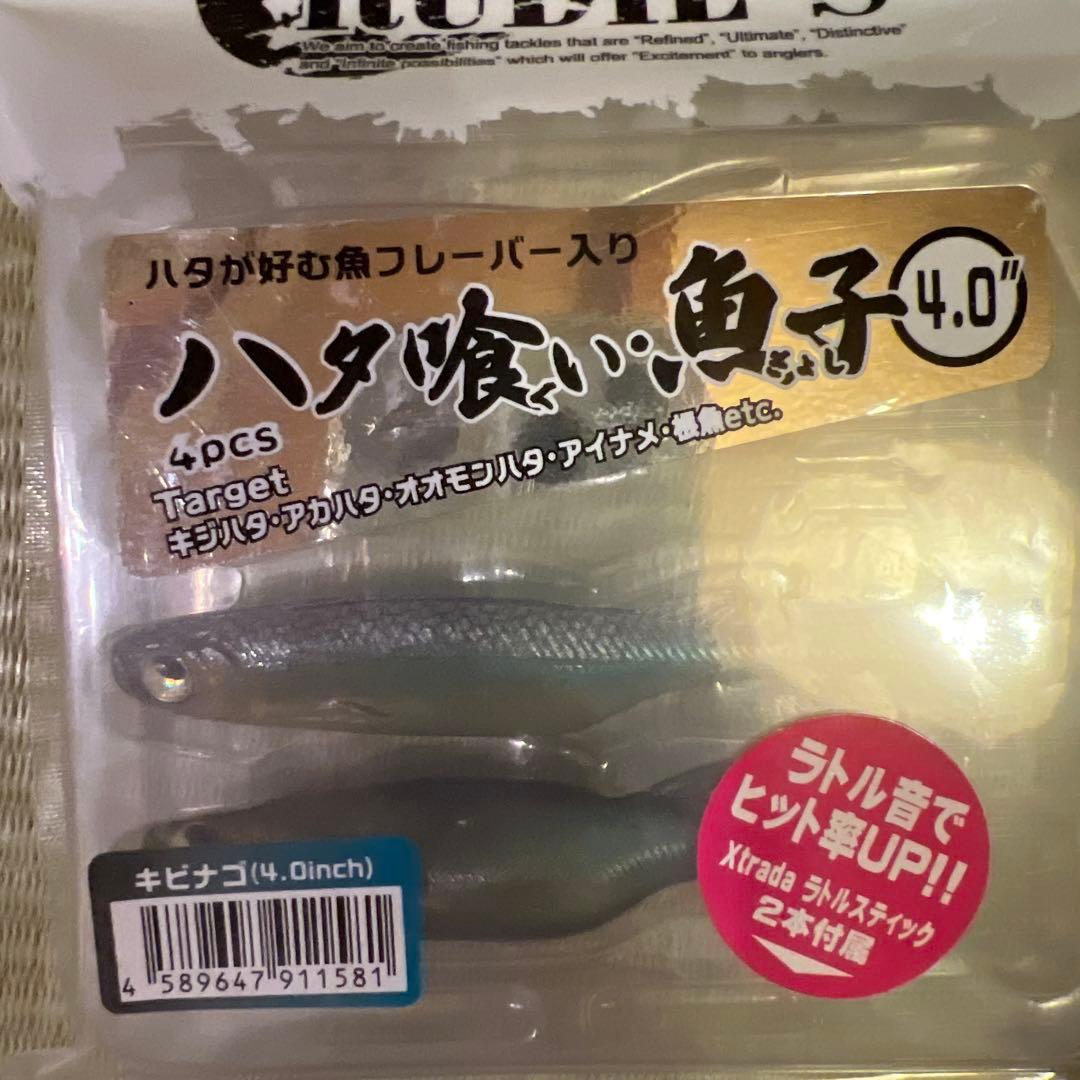 RUDIE'S
We aim to create fishing tackles that are "Refined", "Ultimate", "Distinctive"
and "Infinite possibilities" which will offer "Excitement" to anglers.
ハタが好む魚フレーバー入り
ハタ喰い・魚子 4.0"
く ぎょし
4pcs
Target
キジハタ・アカハタ・オオモンハタ・アイナメ・根魚etc.
ラトル音で
ヒット率UP!!
Xtrada ラトルスティック
2本付属
キビナゴ(4.0inch)
4 589647 911581